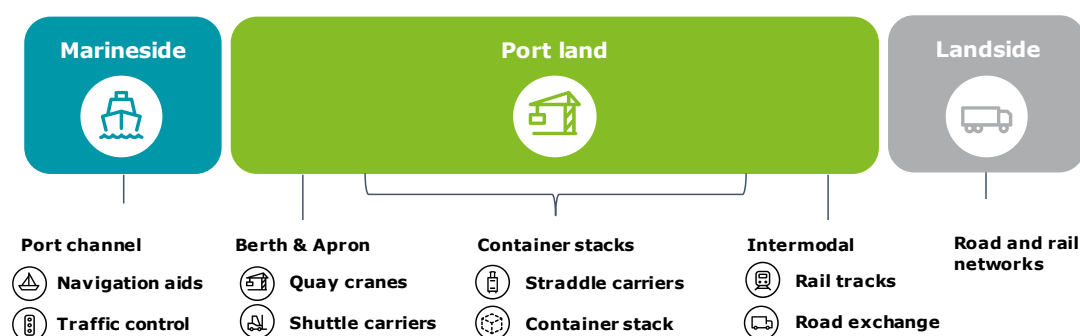 Marineside
Port land
Landside
Port channel
Navigation aids
Traffic control
Berth & Apron
Quay cranes
Shuttle carriers
Container stacks
Straddle carriers
Container stack
Intermodal
Rail tracks
Road exchange
Road and rail
networks